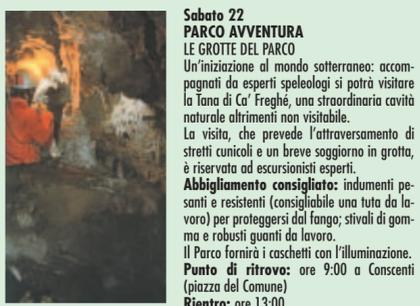 Sabato 22
PARCO AVVENTURA
LE GROTTE DEL PARCO
Un'iniziazione al mondo sotterraneo: accom-
pagnati da esperti speleologi si potrà visitare
la Tana di Ca' Freghé, una straordinaria cavità
naturale altrimenti non visitabile.
La visita, che prevede l'attraversamento di
stretti cunicoli e un breve soggiorno in grotta,
è riservata ad escursionisti esperti.
Abbigliamento consigliato: indumenti pe-
santi e resistenti (consigliabile una tuta da la-
voro) per proteggersi dal fango; stivali di gom-
ma e robusti guanti da lavoro.
Il Parco fornirà i caschetti con l'illuminazione.
Punto di ritrovo: ore 9:00 a Conscenti
(piazza del Comune)
Rientro: ore 13:00